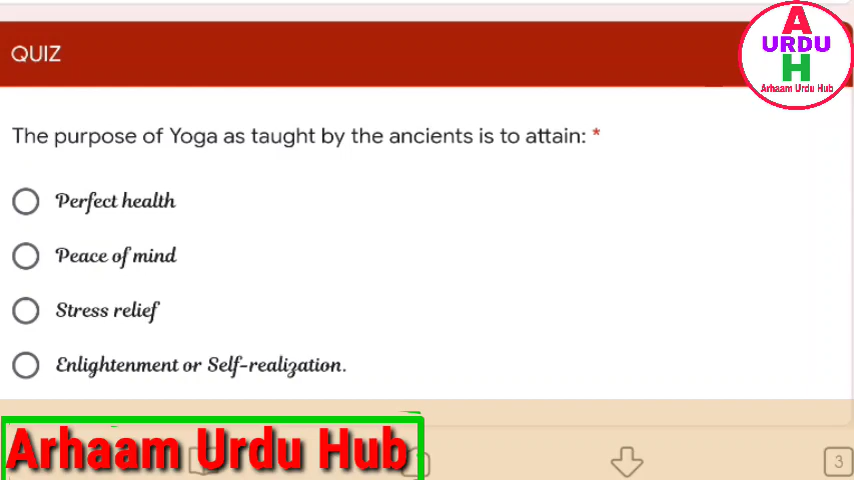 QUIZ
A
URDU
H
Arhaam Urdu Hub
The purpose of Yoga as taught by the ancients is to attain: *
Perfect health
Peace of mind
Stress relief
Enlightenment or Self-realization.
Arhaam Urdu Hub
3